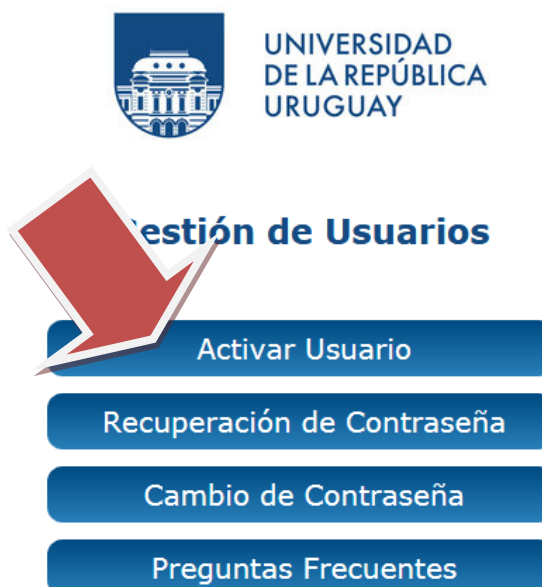 UNIVERSIDAD
DE LA REPÚBLICA
URUGUAY
estión de Usuarios
Activar Usuario
Recuperación de Contraseña
Cambio de Contraseña
Preguntas Frecuentes